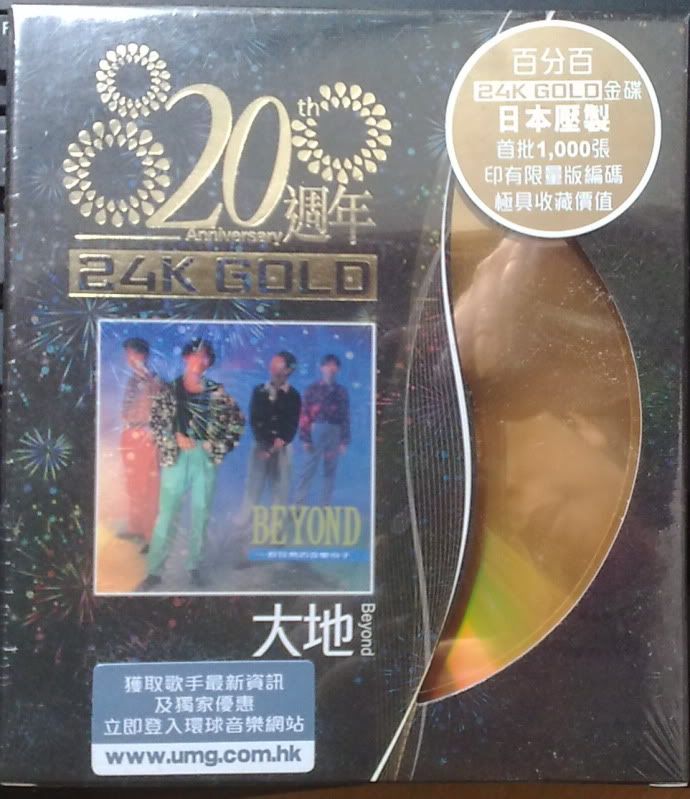 20th
Anniversary 週年
24K GOLD
百分百
24K GOLD金碟
日本壓製
首批1,000張
印有限量版編碼
極具收藏價值
BEYOND
大地
Beyond
獲取歌手最新資訊
及獨家優惠
立即登入環球音樂網站
www.umg.com.hk